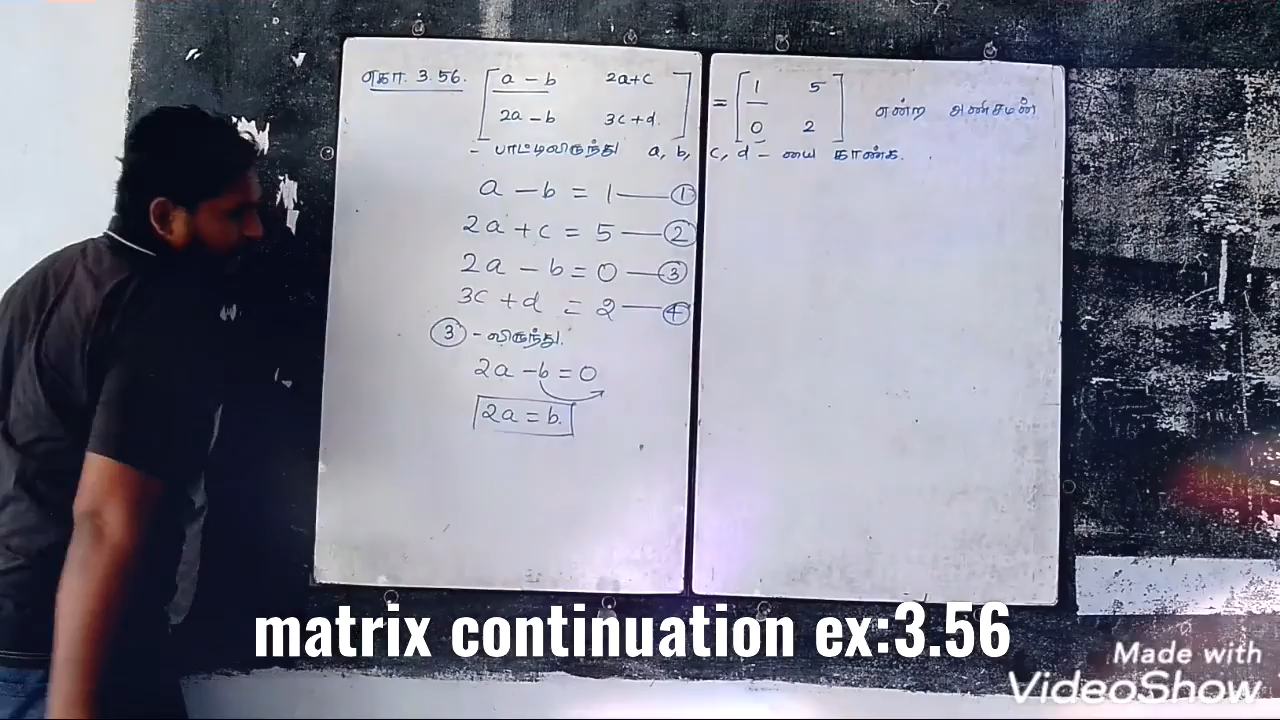 எகா. 3.56. [a - b 2a+c] = [1 5] என்ற அண்சமன்
[2a - b 3c+d.] [0 2]
- பாட்டிலிருந்து a, b, c, d - யை காண்க.
a - b = 1 —— ①
2a + c = 5 —— ②
2a - b = 0 —— ③
3c + d = 2 —— ④
③ - லிருந்து.
2a - b = 0
2a = b.
matrix continuation ex:3.56
Made with
VideoShow